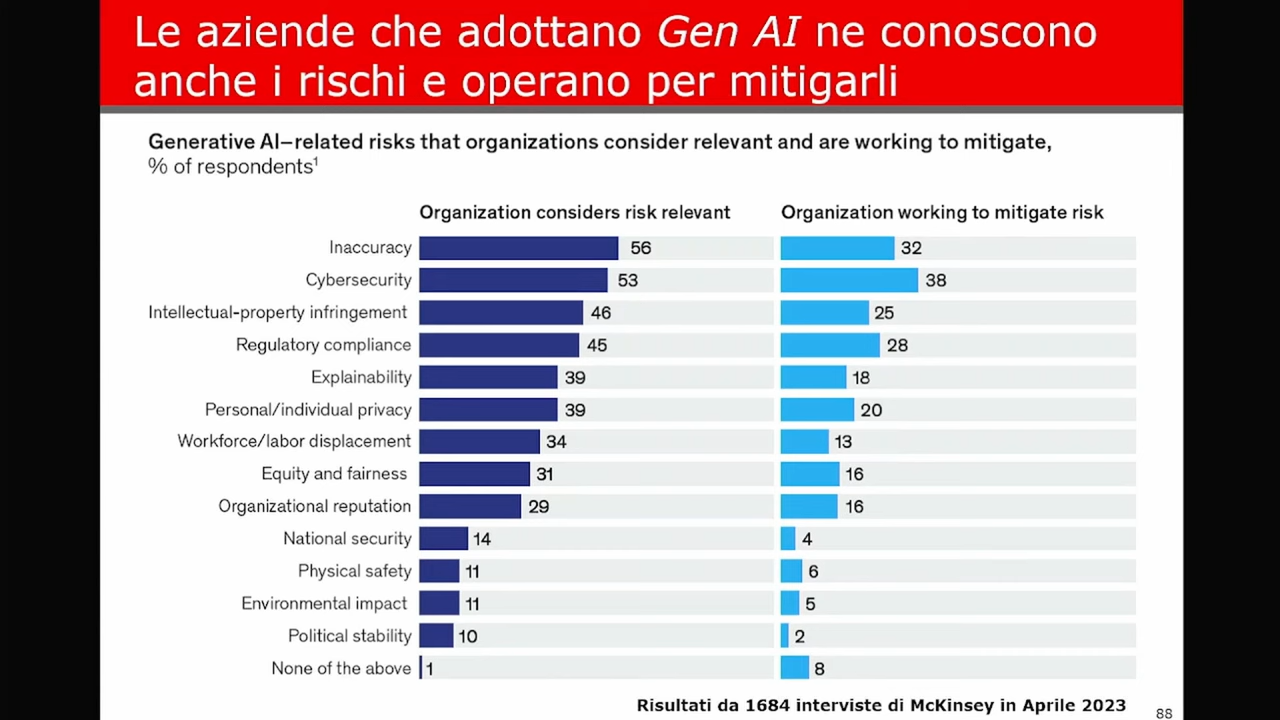 Le aziende che adottano Gen AI ne conoscono
anche i rischi e operano per mitigarli
Generative AI–related risks that organizations consider relevant and are working to mitigate,
% of respondents¹
Organization considers risk relevant Organization working to mitigate risk
Inaccuracy 56 32
Cybersecurity 53 38
Intellectual-property infringement 46 25
Regulatory compliance 45 28
Explainability 39 18
Personal/individual privacy 39 20
Workforce/labor displacement 34 13
Equity and fairness 31 16
Organizational reputation 29 16
National security 14 4
Physical safety 11 6
Environmental impact 11 5
Political stability 10 2
None of the above 1 8
Risultati da 1684 interviste di McKinsey in Aprile 2023
88